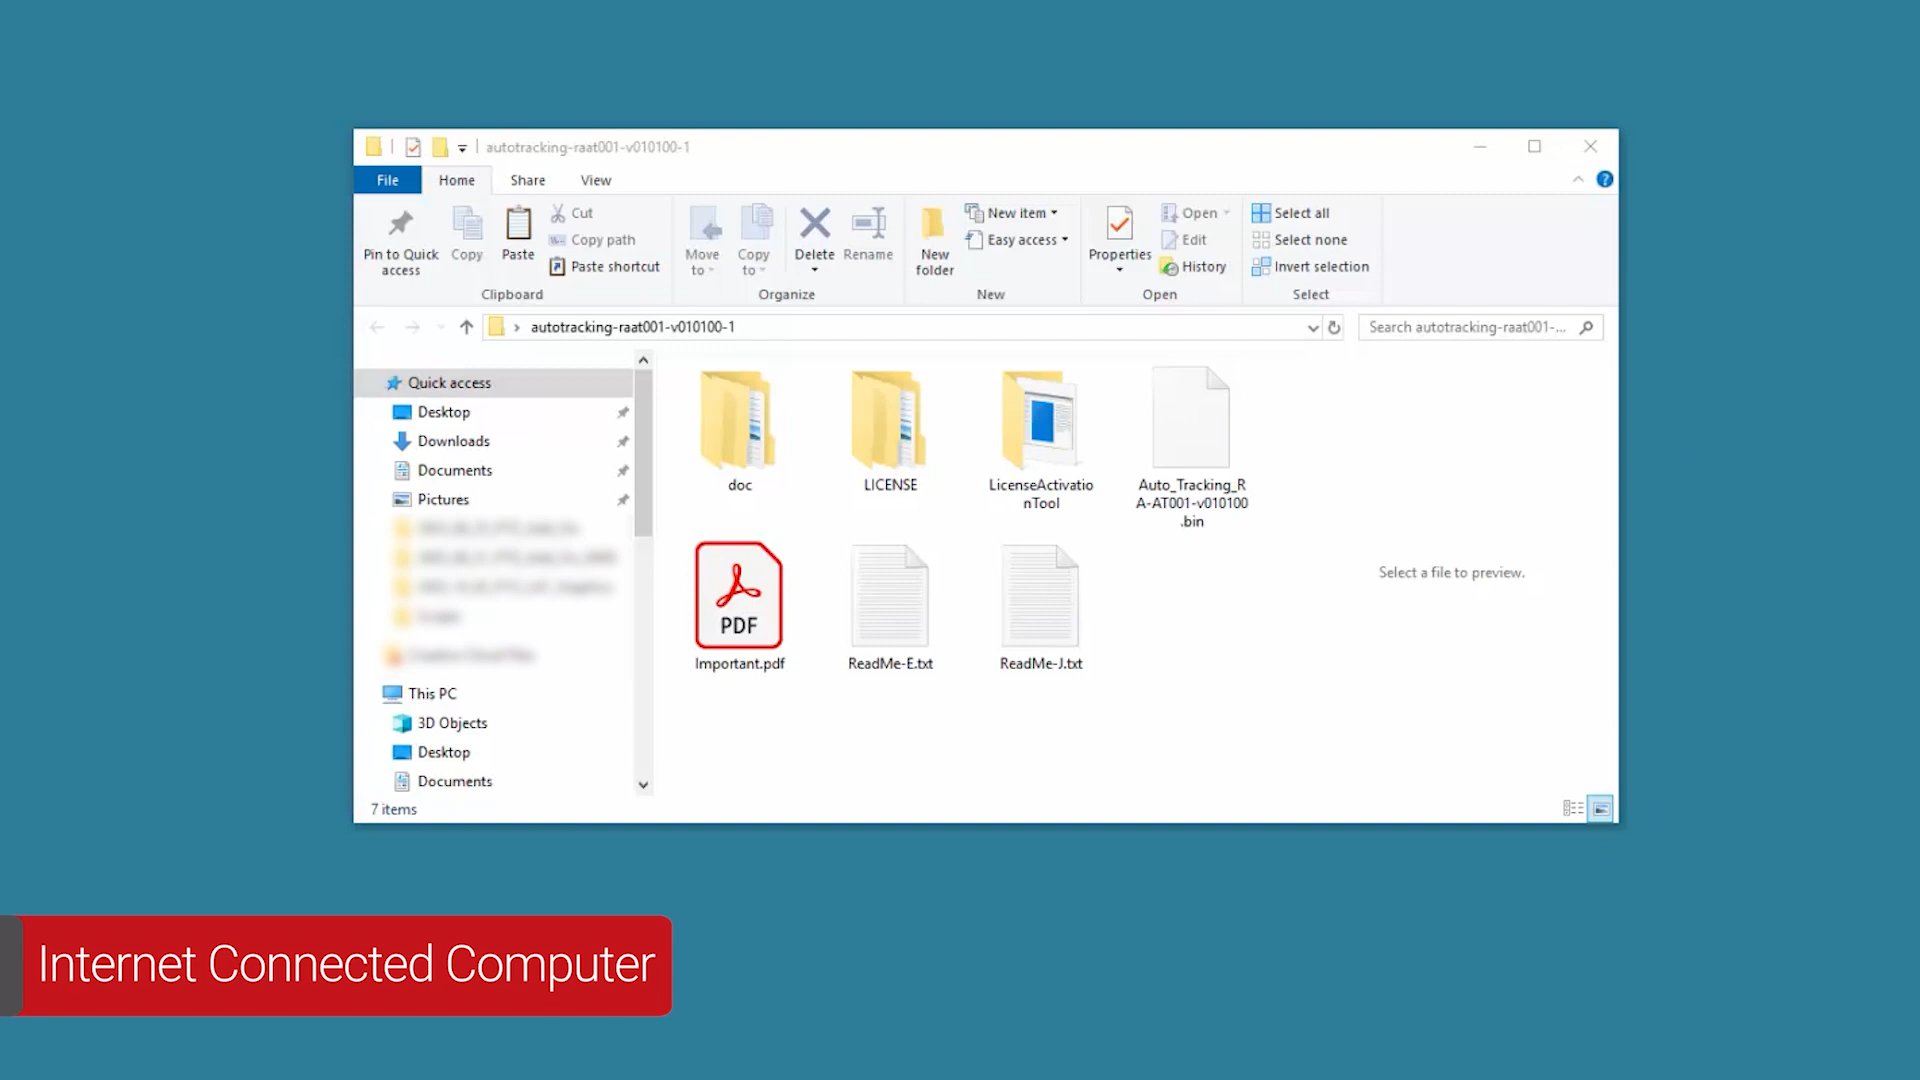 autotracking-raat001-v010100-1
File Home Share View
Pin to Quick access
Copy
Paste
Cut
Copy path
Paste shortcut
Clipboard
Move to
Copy to
Delete
Rename
Organize
New folder
New item
Easy access
New
Properties
Open
Edit
History
Open
Select all
Select none
Invert selection
Select
autotracking-raat001-v010100-1
Search autotracking-raat001-...
Quick access
Desktop
Downloads
Documents
Pictures
This PC
3D Objects
Desktop
Documents
doc
LICENSE
LicenseActivatio
nTool
Auto_Tracking_R
A-AT001-v010100
.bin
PDF
Important.pdf
ReadMe-E.txt
ReadMe-J.txt
Select a file to preview.
7 items
Internet Connected Computer